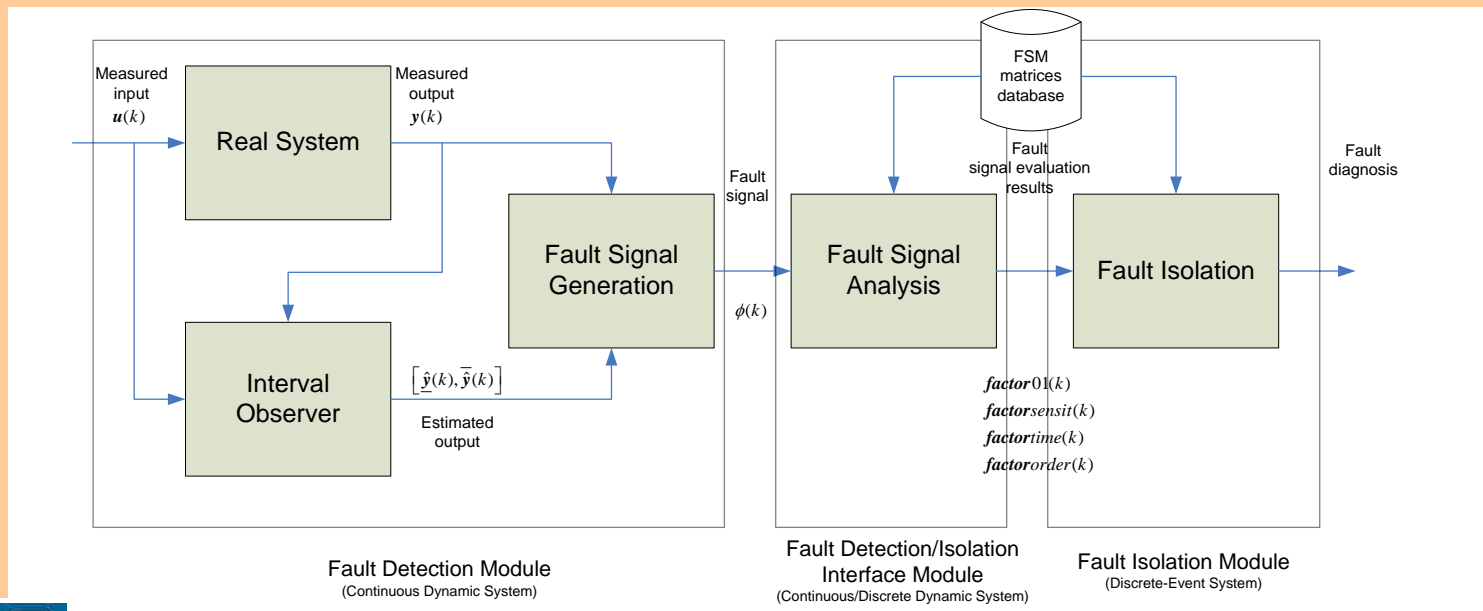 Measured
input
u(k)
Real System
Measured
output
y(k)
Interval
Observer
[ŷ(k), ŷ(k)]
Estimated
output
Fault Signal
Generation
Fault
signal
ϕ(k)
FSM
matrices
database
Fault Signal
Analysis
Fault
signal evaluation
results
factor01(k)
factorsensit(k)
factortime(k)
factororder(k)
Fault Isolation
Fault
diagnosis
Fault Detection Module
(Continuous Dynamic System)
Fault Detection/Isolation
Interface Module
(Continuous/Discrete Dynamic System)
Fault Isolation Module
(Discrete-Event System)